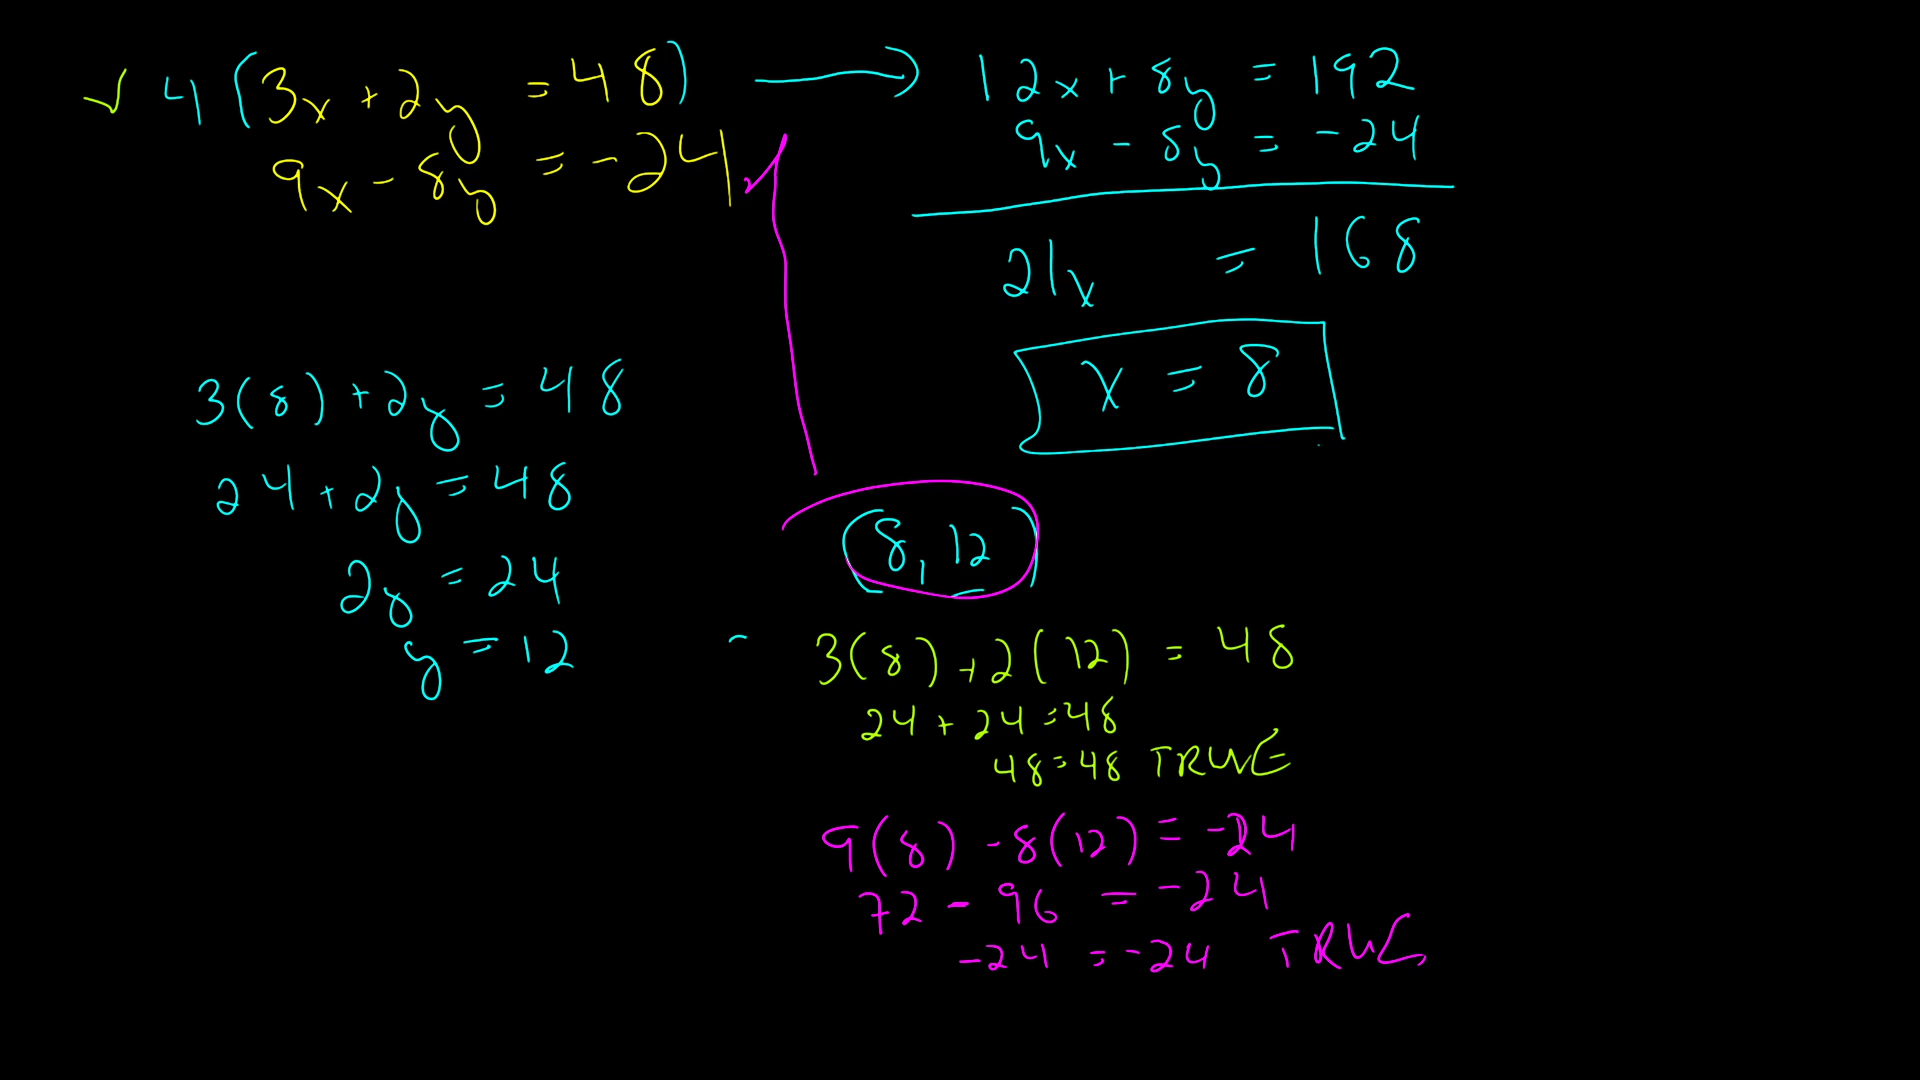 √ 4(3x + 2y = 48)
9x - 8y = -24
12x + 8y = 192
9x - 8y = -24
21x = 168
x = 8
3(8) + 2y = 48
24 + 2y = 48
2y = 24
y = 12
(8, 12)
3(8) + 2(12) = 48
24 + 24 = 48
48 = 48 TRUE
9(8) - 8(12) = -24
72 - 96 = -24
-24 = -24 TRUE